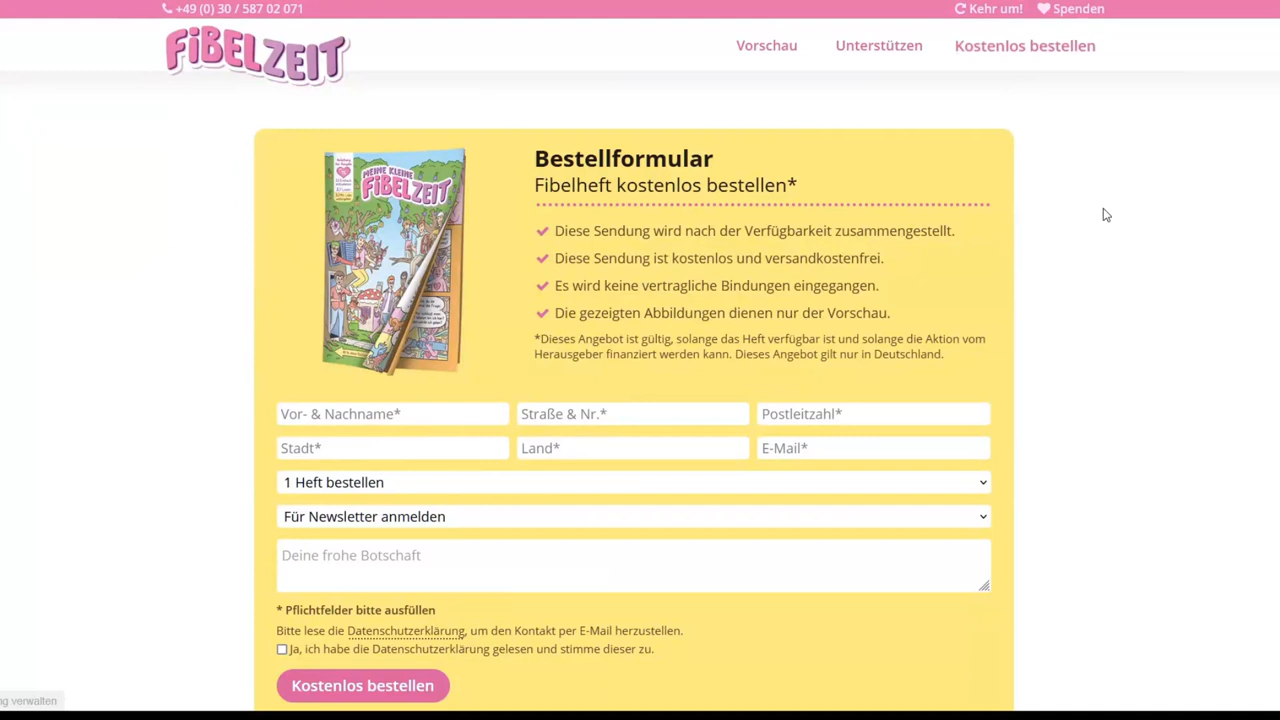 +49 (0) 30 / 587 02 071
Kehr um! Spenden
FiBELZEIT
Vorschau Unterstützen Kostenlos bestellen
MEINE KLEINE
FiBELZEIT
Bestellformular
Fibelheft kostenlos bestellen*
Diese Sendung wird nach der Verfügbarkeit zusammengestellt.
Diese Sendung ist kostenlos und versandkostenfrei.
Es wird keine vertragliche Bindungen eingegangen.
Die gezeigten Abbildungen dienen nur der Vorschau.
*Dieses Angebot ist gültig, solange das Heft verfügbar ist und solange die Aktion vom
Herausgeber finanziert werden kann. Dieses Angebot gilt nur in Deutschland.
Vor- & Nachname* Straße & Nr.* Postleitzahl*
Stadt* Land* E-Mail*
1 Heft bestellen
Für Newsletter anmelden
Deine frohe Botschaft
* Pflichtfelder bitte ausfüllen
Bitte lese die Datenschutzerklärung, um den Kontakt per E-Mail herzustellen.
Ja, ich habe die Datenschutzerklärung gelesen und stimme dieser zu.
Kostenlos bestellen
ng verwalten